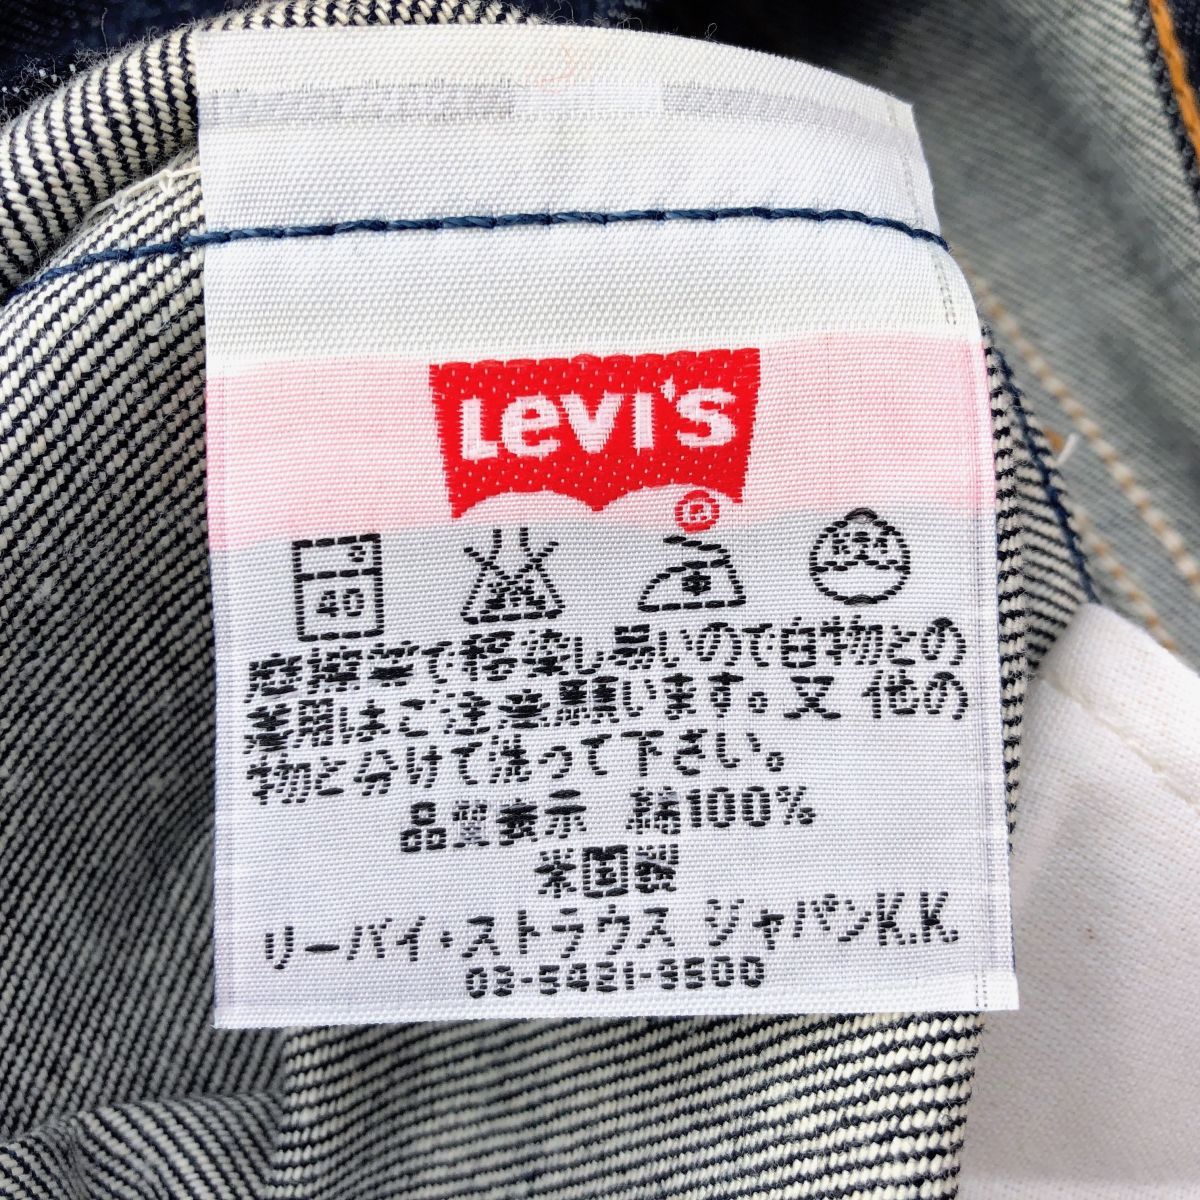 LEVI'S
®
40
摩擦等で移染し易いので白物との
着用はご注意願います。又 他の
物と分けて洗って下さい。
品質表示 綿100%
米国製
リーバイ・ストラウス ジャパンK.K.
03-5421-3500